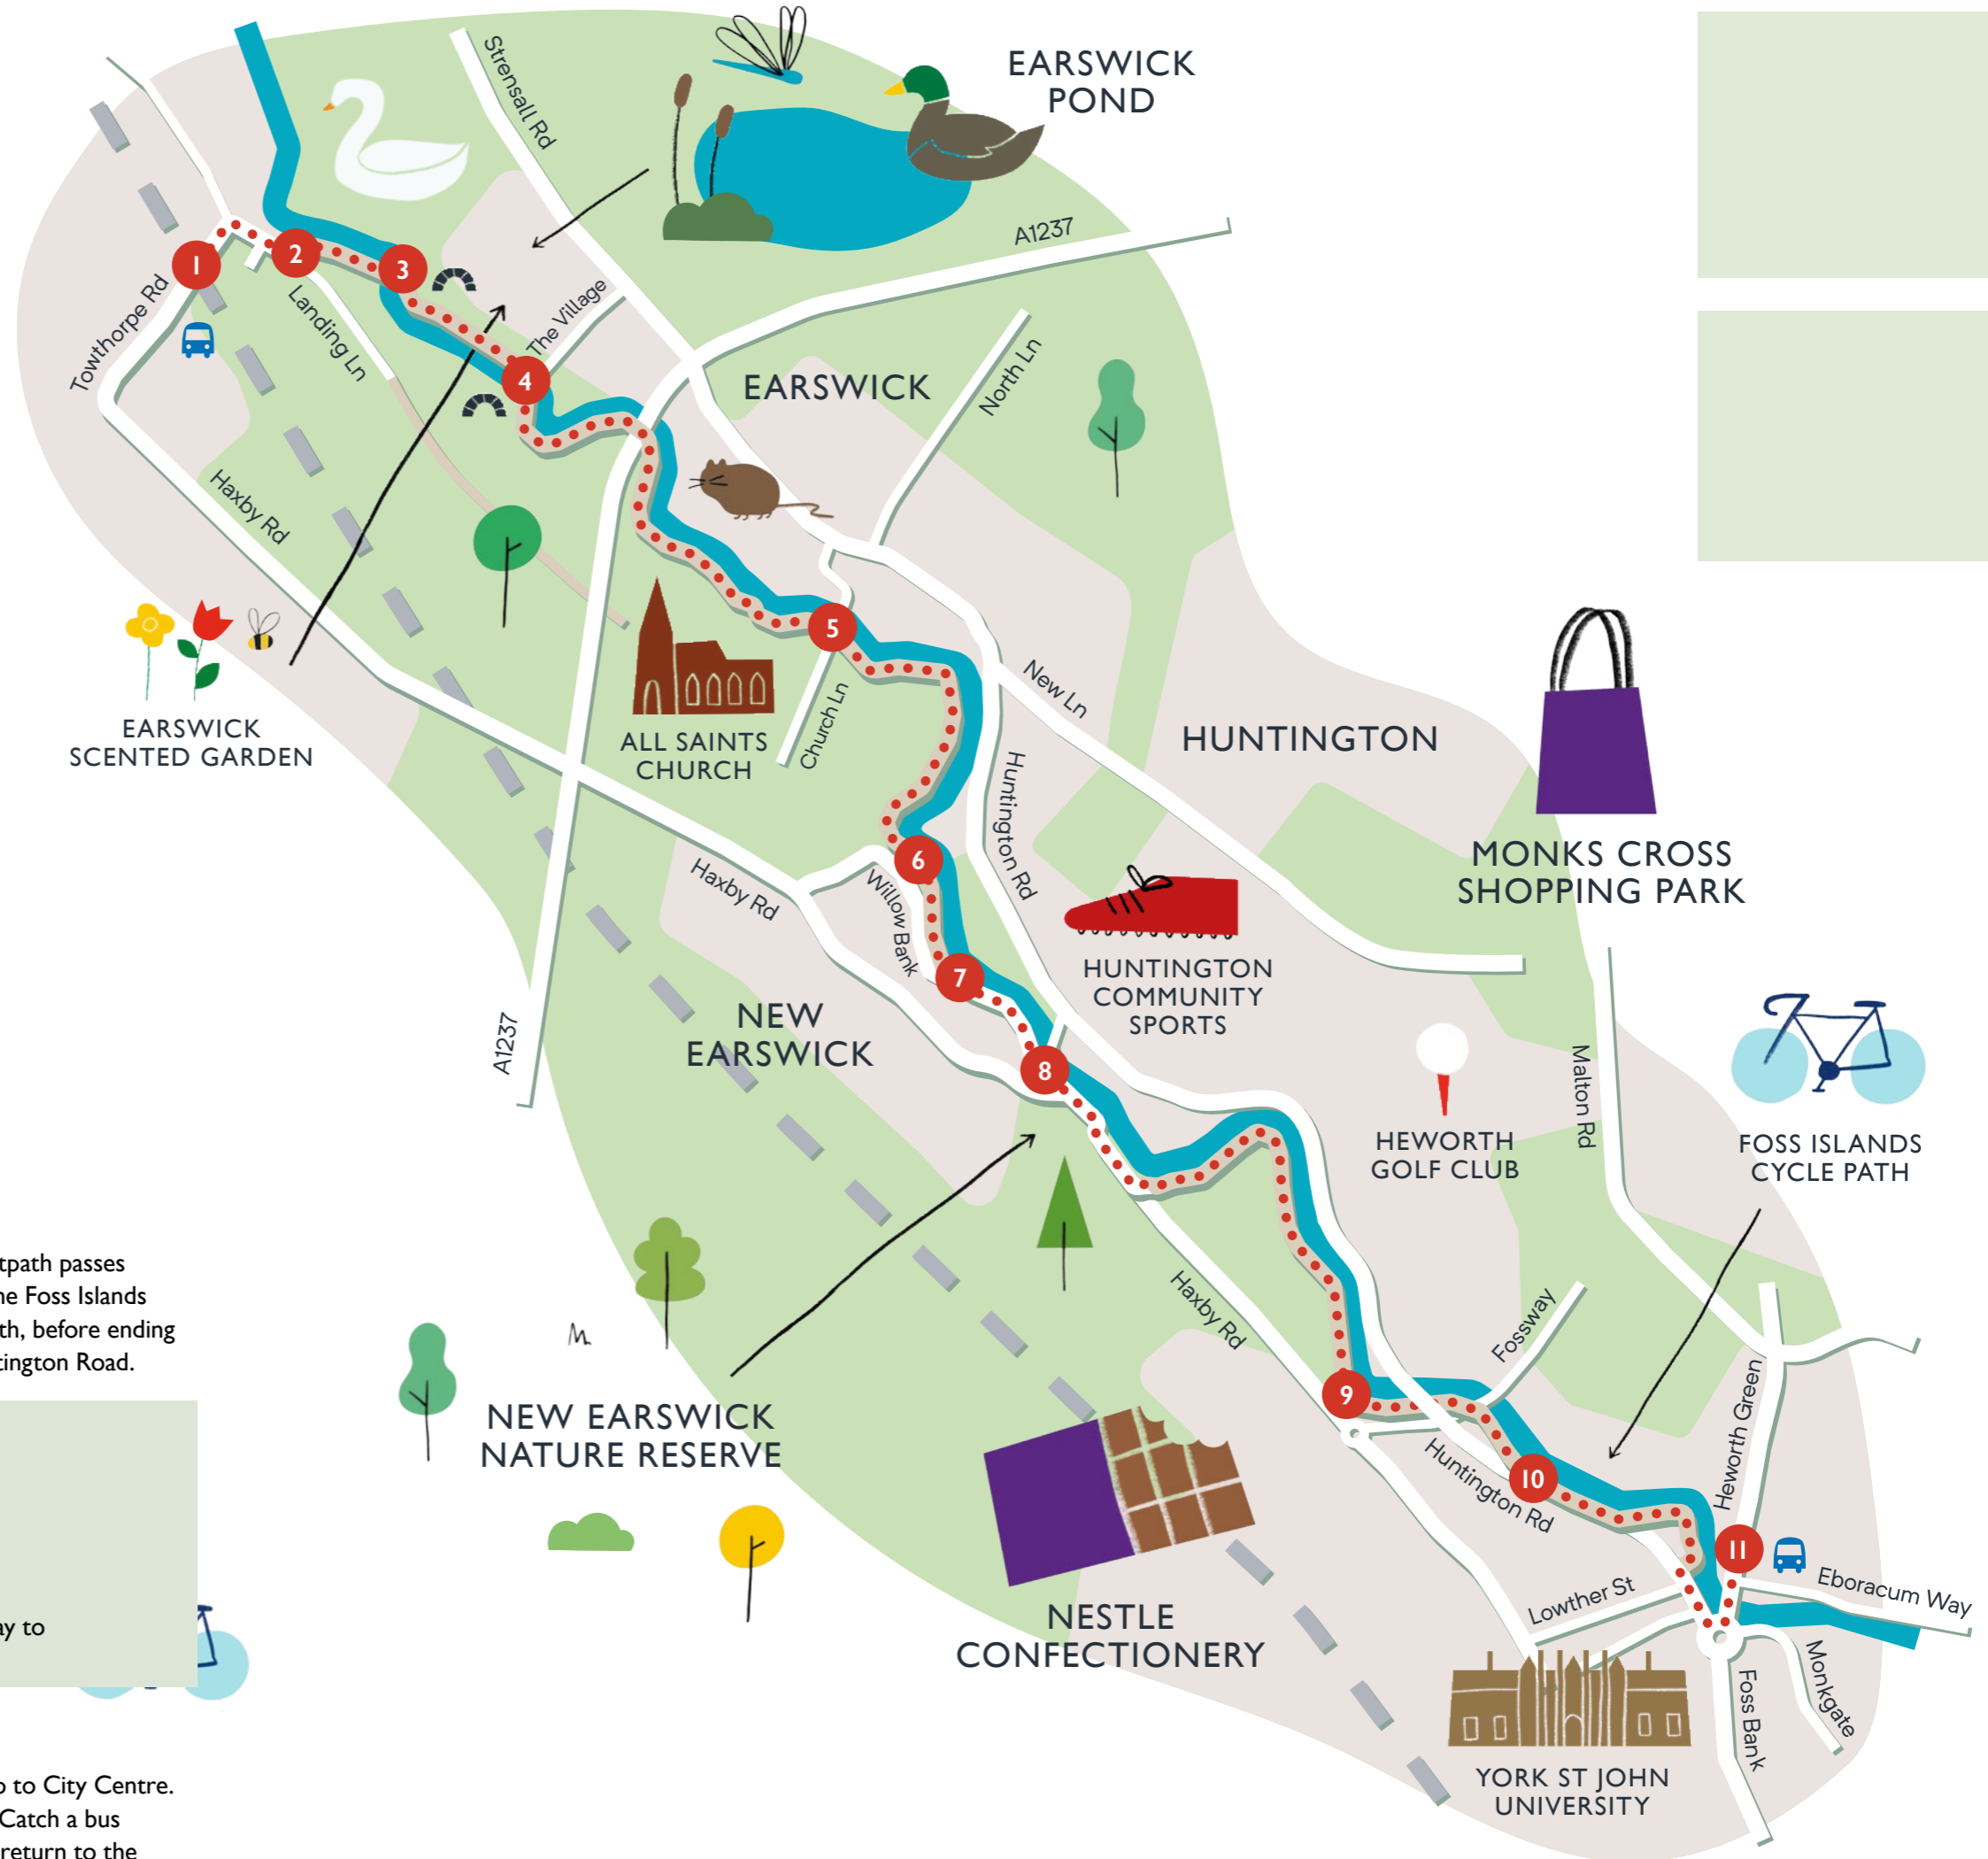 EARSWICK
POND
Strensall Rd
A1237
1
2
3
Towthorpe Rd
Landing Ln
The Village
4
EARSWICK
North Ln
Haxby Rd
EARSWICK
SCENTED GARDEN
5
ALL SAINTS
CHURCH
Church Ln
New Ln
HUNTINGTON
Huntington Rd
MONKS CROSS
SHOPPING PARK
6
Haxby Rd
Willow Bank
7
HUNTINGTON
COMMUNITY
SPORTS
NEW
EARSWICK
A1237
8
Malton Rd
HEWORTH
GOLF CLUB
FOSS ISLANDS
CYCLE PATH
tpath passes
ne Foss Islands
th, before ending
tington Road.
Haxby Rd
Fossway
9
NEW EARSWICK
NATURE RESERVE
Heworth Green
Huntington Rd
10
11
Eboracum Way
Lowther St
NESTLE
CONFECTIONERY
ay to
Monkgate
Foss Bank
YORK ST JOHN
UNIVERSITY
o to City Centre.
Catch a bus
return to the